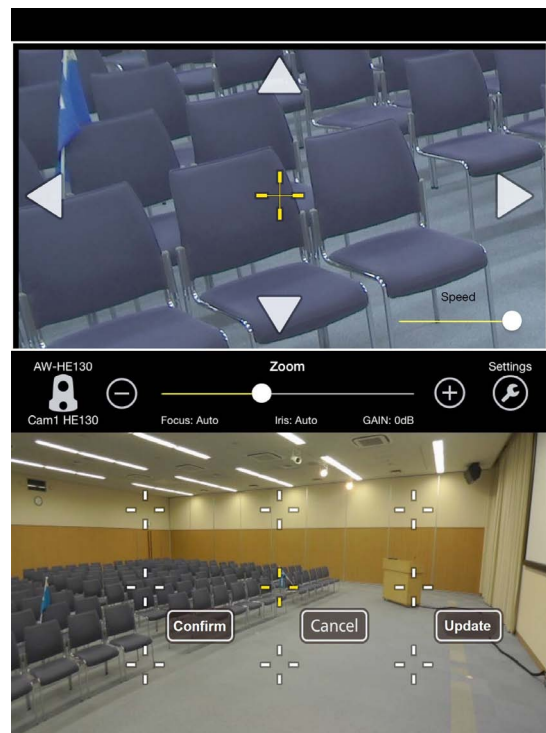 Speed
AW-HE130
Zoom
Settings
Cam1 HE130
Focus: Auto
Iris: Auto
GAIN: 0dB
Confirm
Cancel
Update